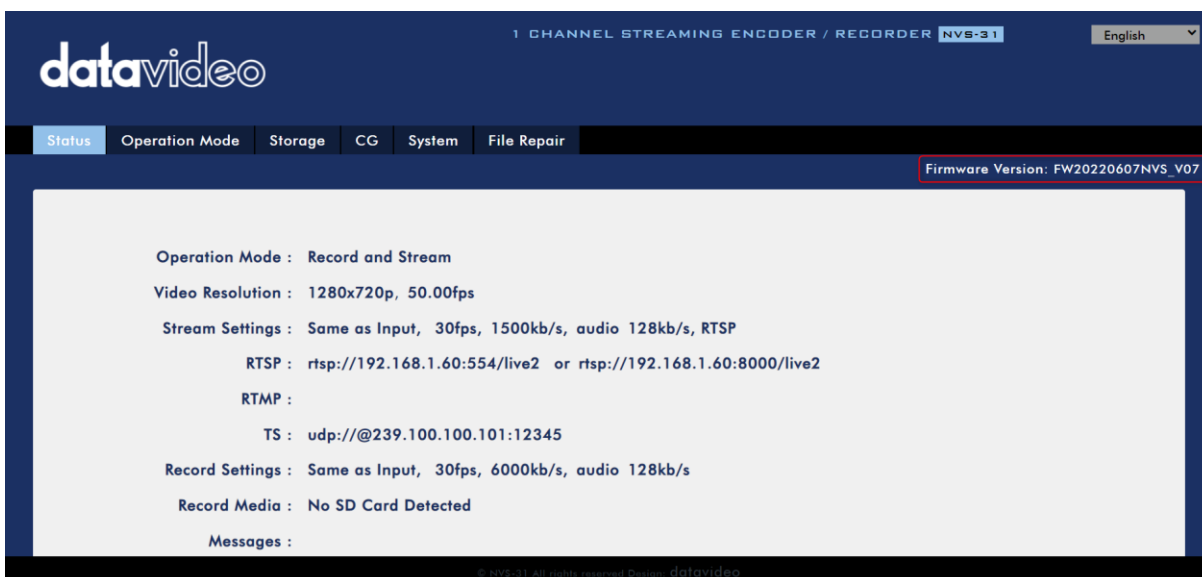 1 CHANNEL STREAMING ENCODER / RECORDER NVS-31
English
datavideo
Status Operation Mode Storage CG System File Repair
Firmware Version: FW20220607NVS_V07
Operation Mode : Record and Stream
Video Resolution : 1280x720p, 50.00fps
Stream Settings : Same as Input, 30fps, 1500kb/s, audio 128kb/s, RTSP
RTSP : rtsp://192.168.1.60:554/live2 or rtsp://192.168.1.60:8000/live2
RTMP :
TS : udp://@239.100.100.101:12345
Record Settings : Same as Input, 30fps, 6000kb/s, audio 128kb/s
Record Media : No SD Card Detected
Messages :
© NVS-31 All rights reserved Design: datavideo